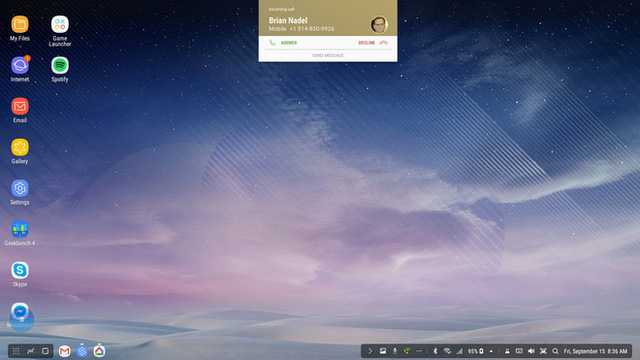 Incoming call
Brian Nadel
Mobile +1 914-830-9926
ANSWER
DECLINE
SEND MESSAGE
My Files
Game
Launcher
Internet
Spotify
Email
Gallery
Settings
Geekbench 4
Skype
Messenger
95%
Fri, September 15 8:36 AM